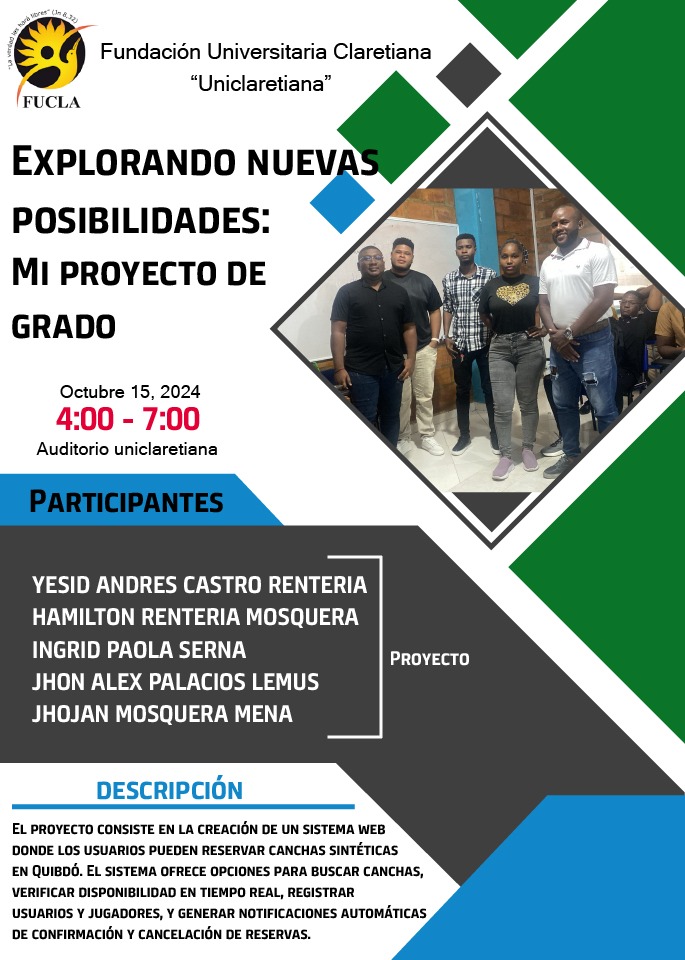 "La verdad les hará libres" (Jn 8,32)
FUCLA
Fundación Universitaria Claretiana
“Uniclaretiana”
Explorando nuevas
posibilidades:
Mi proyecto de
grado
Octubre 15, 2024
4:00 - 7:00
Auditorio uniclaretiana
Participantes
YESID ANDRES CASTRO RENTERIA
HAMILTON RENTERIA MOSQUERA
INGRID PAOLA SERNA
JHON ALEX PALACIOS LEMUS
JHOJAN MOSQUERA MENA
Proyecto
DESCRIPCIÓN
El proyecto consiste en la creación de un sistema web
donde los usuarios pueden reservar canchas sintéticas
en Quibdó. El sistema ofrece opciones para buscar canchas,
verificar disponibilidad en tiempo real, registrar
usuarios y jugadores, y generar notificaciones automáticas
de confirmación y cancelación de reservas.